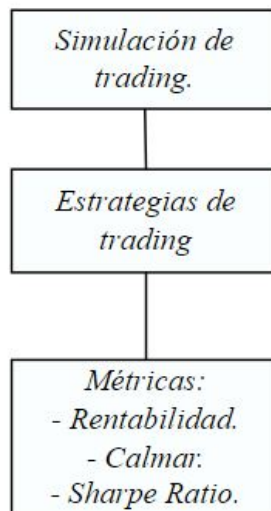 Simulación de
trading.
Estrategias de
trading
Métricas:
- Rentabilidad.
- Calmar.
- Sharpe Ratio.